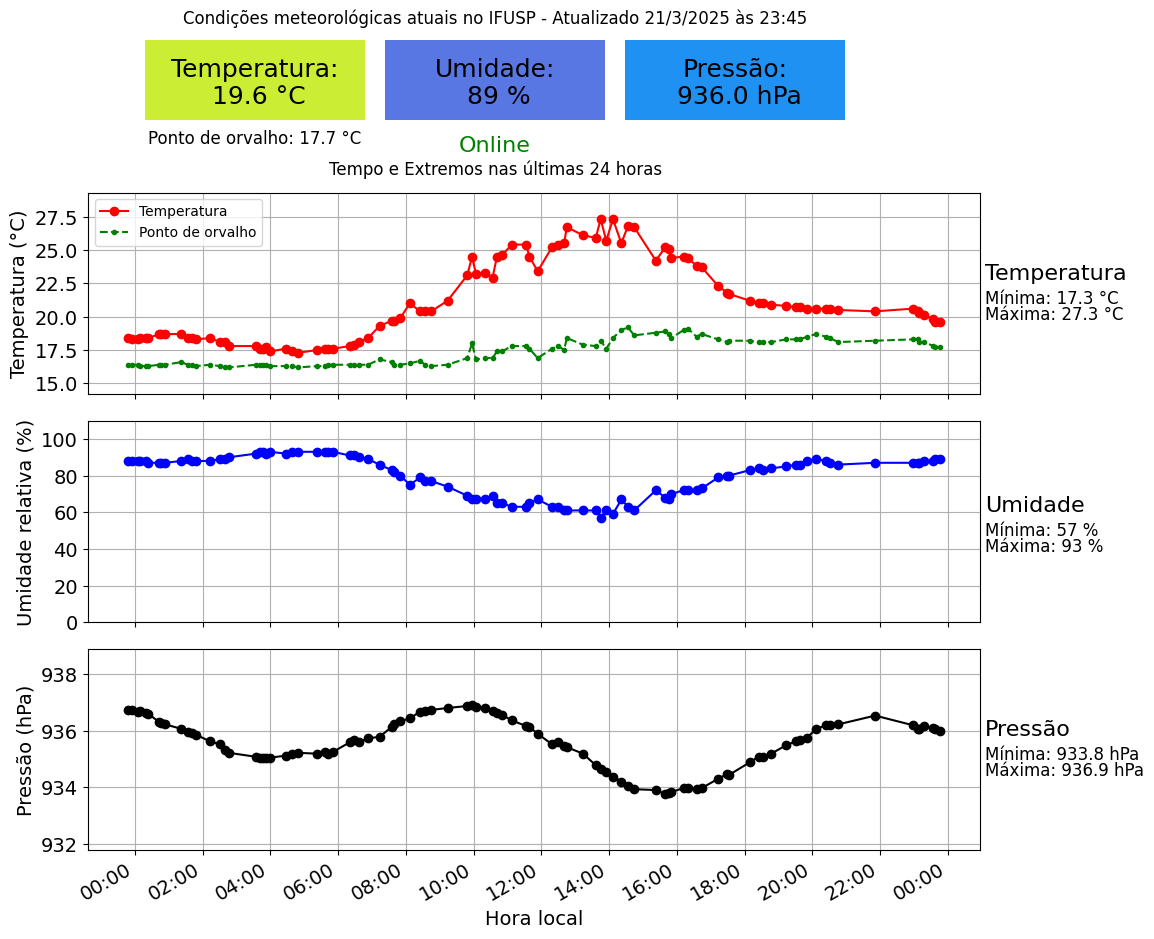 Condições meteorológicas atuais no IFUSP - Atualizado 21/3/2025 às 23:45
Temperatura:
19.6 °C
Umidade:
89 %
Pressão:
936.0 hPa
Ponto de orvalho: 17.7 °C
Online
Tempo e Extremos nas últimas 24 horas
Temperatura (°C)
27.5
25.0
22.5
20.0
17.5
15.0
Temperatura
Ponto de orvalho
Temperatura
Mínima: 17.3 °C
Máxima: 27.3 °C
Umidade relativa (%)
100
80
60
40
20
0
Umidade
Mínima: 57 %
Máxima: 93 %
Pressão (hPa)
938
936
934
932
Pressão
Mínima: 933.8 hPa
Máxima: 936.9 hPa
00:00 02:00 04:00 06:00 08:00 10:00 12:00 14:00 16:00 18:00 20:00 22:00 00:00
Hora local